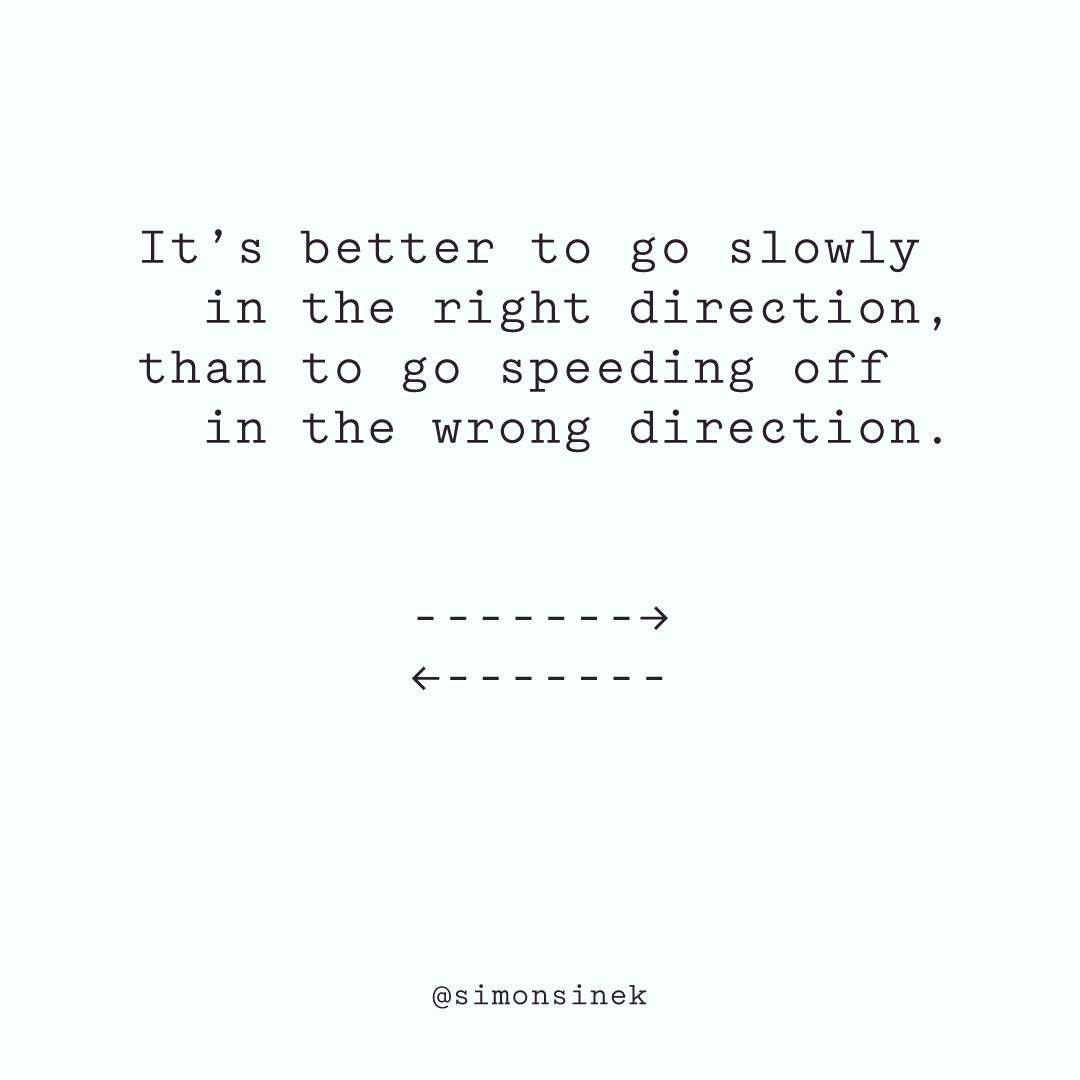 It’s better to go slowly
in the right direction,
than to go speeding off
in the wrong direction.
--------→
←-------
@simonsinek